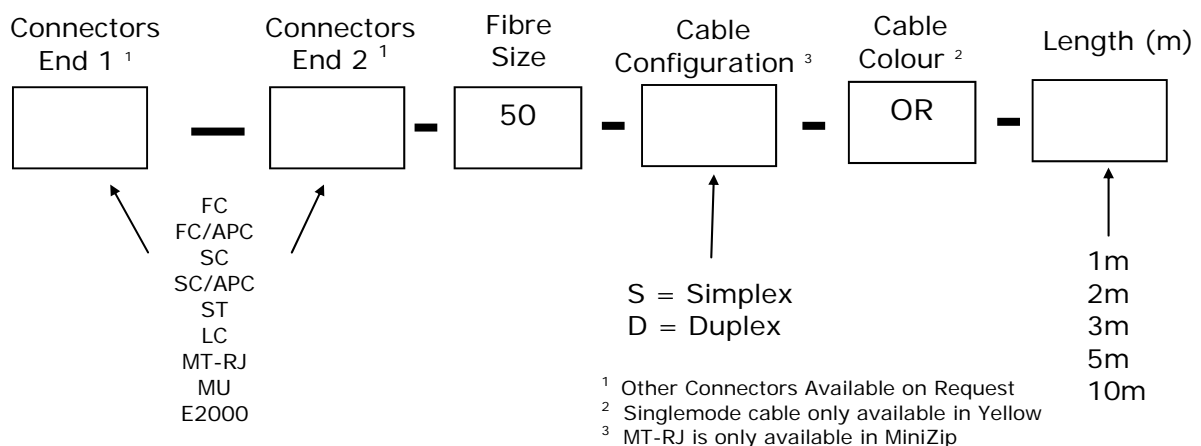 Connectors
End 1 ¹
Connectors
End 2 ¹
Fibre
Size
Cable
Configuration ³
Cable
Colour ²
Length (m)
50
OR
FC
FC/APC
SC
SC/APC
ST
LC
MT-RJ
MU
E2000
S = Simplex
D = Duplex
1m
2m
3m
5m
10m
¹ Other Connectors Available on Request
² Singlemode cable only available in Yellow
³ MT-RJ is only available in MiniZip